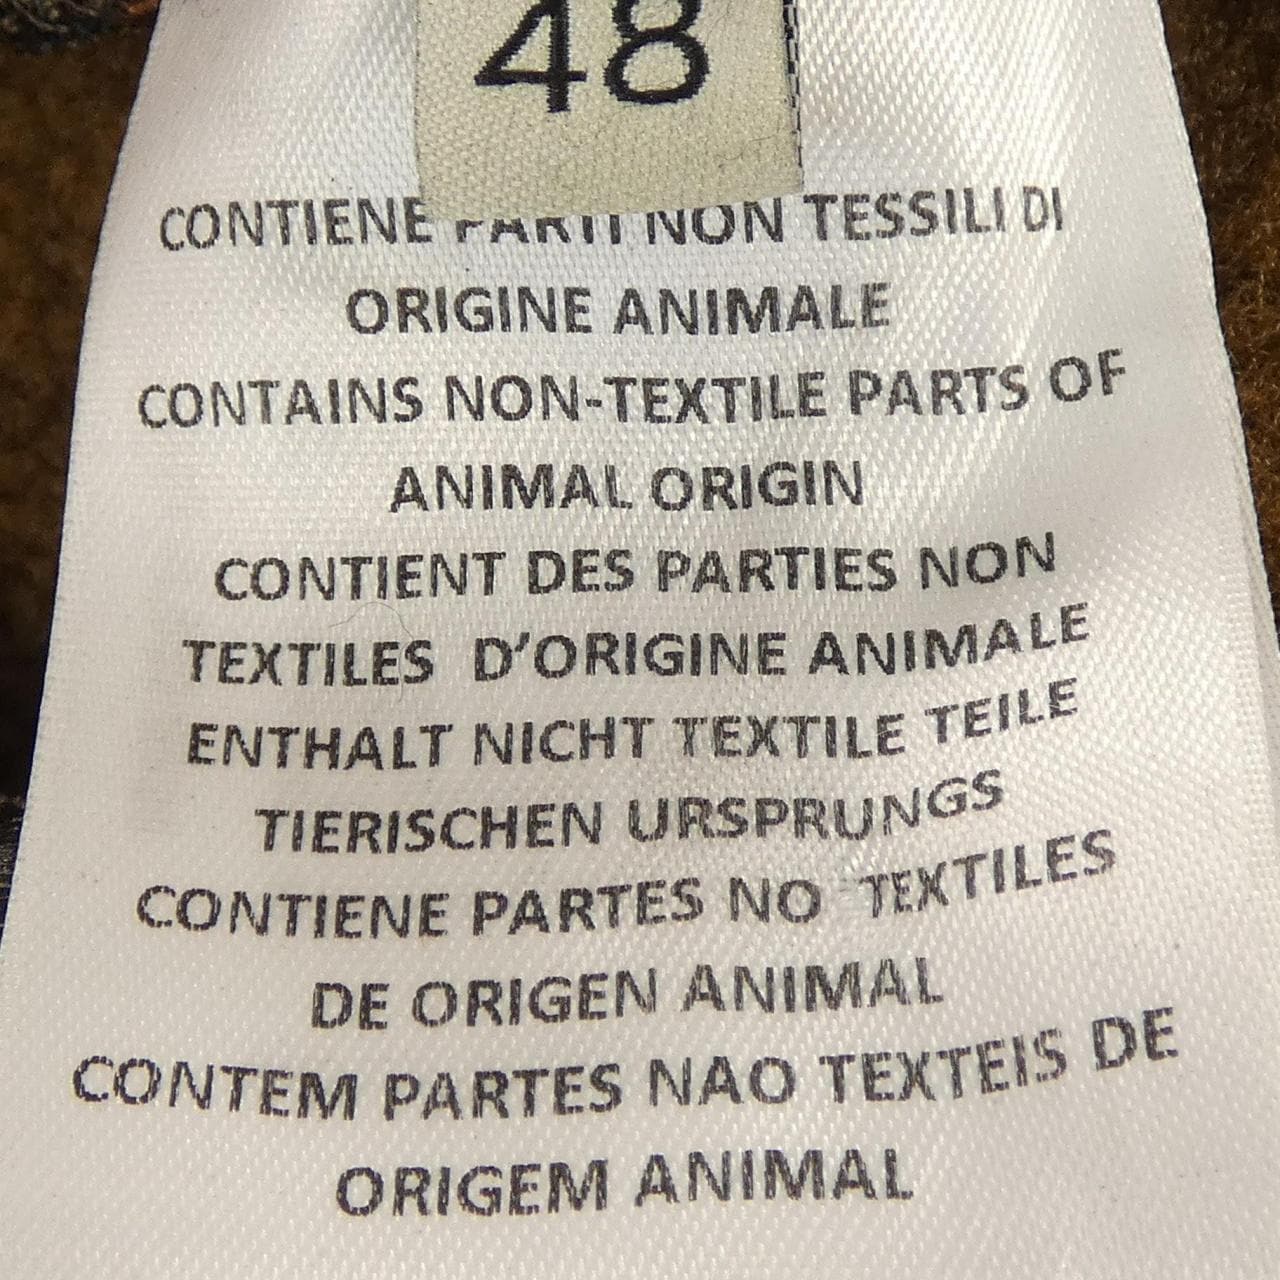 48
CONTIENE PARTI NON TESSILI DI
ORIGINE ANIMALE
CONTAINS NON-TEXTILE PARTS OF
ANIMAL ORIGIN
CONTIENT DES PARTIES NON
TEXTILES D'ORIGINE ANIMALE
ENTHALT NICHT TEXTILE TEILE
TIERISCHEN URSPRUNGS
CONTIENE PARTES NO TEXTILES
DE ORIGEN ANIMAL
CONTEM PARTES NAO TEXTEIS DE
ORIGEM ANIMAL